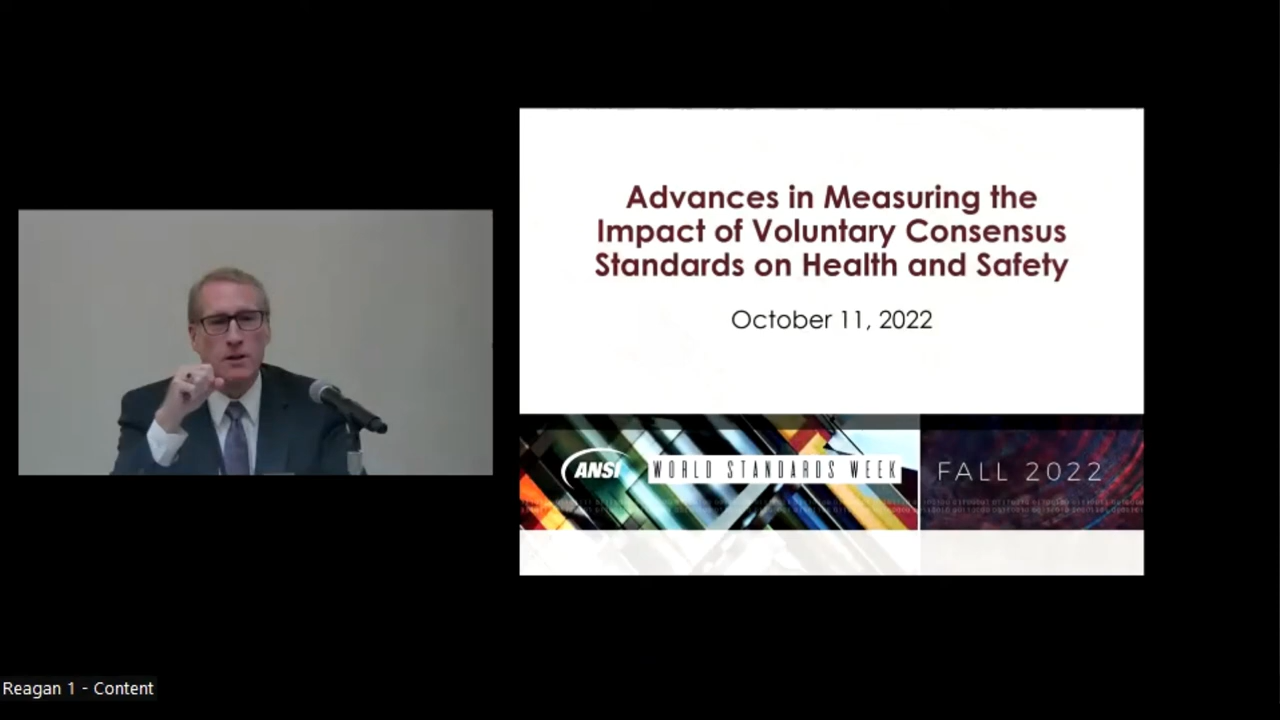 Advances in Measuring the
Impact of Voluntary Consensus
Standards on Health and Safety
October 11, 2022
ANSI WORLD STANDARDS WEEK FALL 2022
Reagan 1 - Content